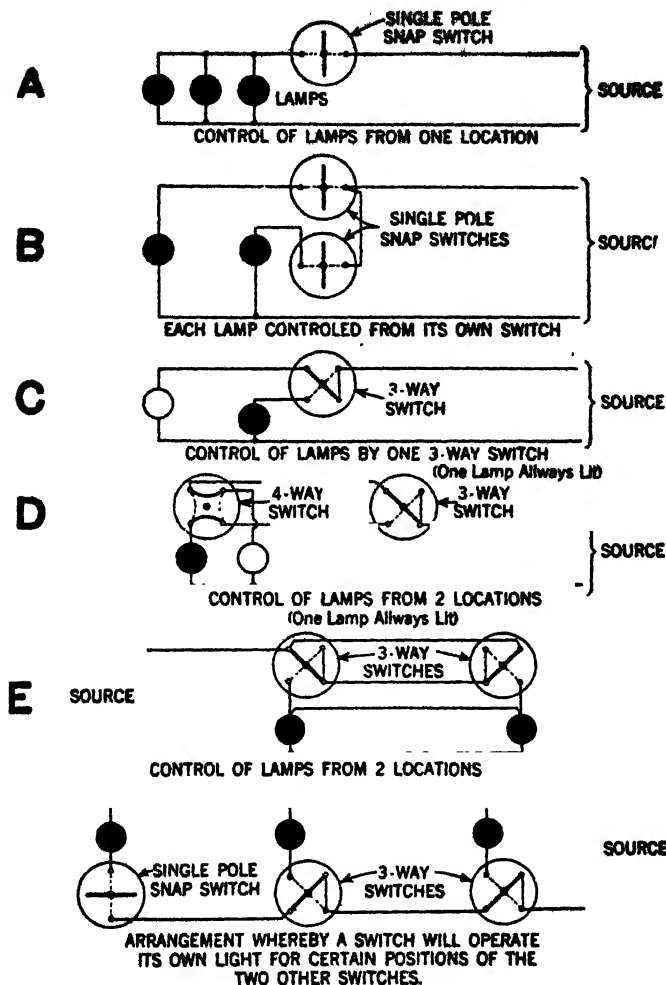 SINGLE POLE
SNAP SWITCH
A
LAMPS
SOURCE
CONTROL OF LAMPS FROM ONE LOCATION
B
SINGLE POLE
SNAP SWITCHES
SOURC
EACH LAMP CONTROLED FROM ITS OWN SWITCH
C
3-WAY
SWITCH
SOURCE
CONTROL OF LAMPS BY ONE 3-WAY SWITCH
(One Lamp Allways Lit)
D
4-WAY
SWITCH
3-WAY
SWITCH
SOURCE
CONTROL OF LAMPS FROM 2 LOCATIONS
(One Lamp Allways Lit)
E
SOURCE
3-WAY
SWITCHES
CONTROL OF LAMPS FROM 2 LOCATIONS
SOURCE
SINGLE POLE
SNAP SWITCH
3-WAY
SWITCHES
ARRANGEMENT WHEREBY A SWITCH WILL OPERATE
ITS OWN LIGHT FOR CERTAIN POSITIONS OF THE
TWO OTHER SWITCHES.